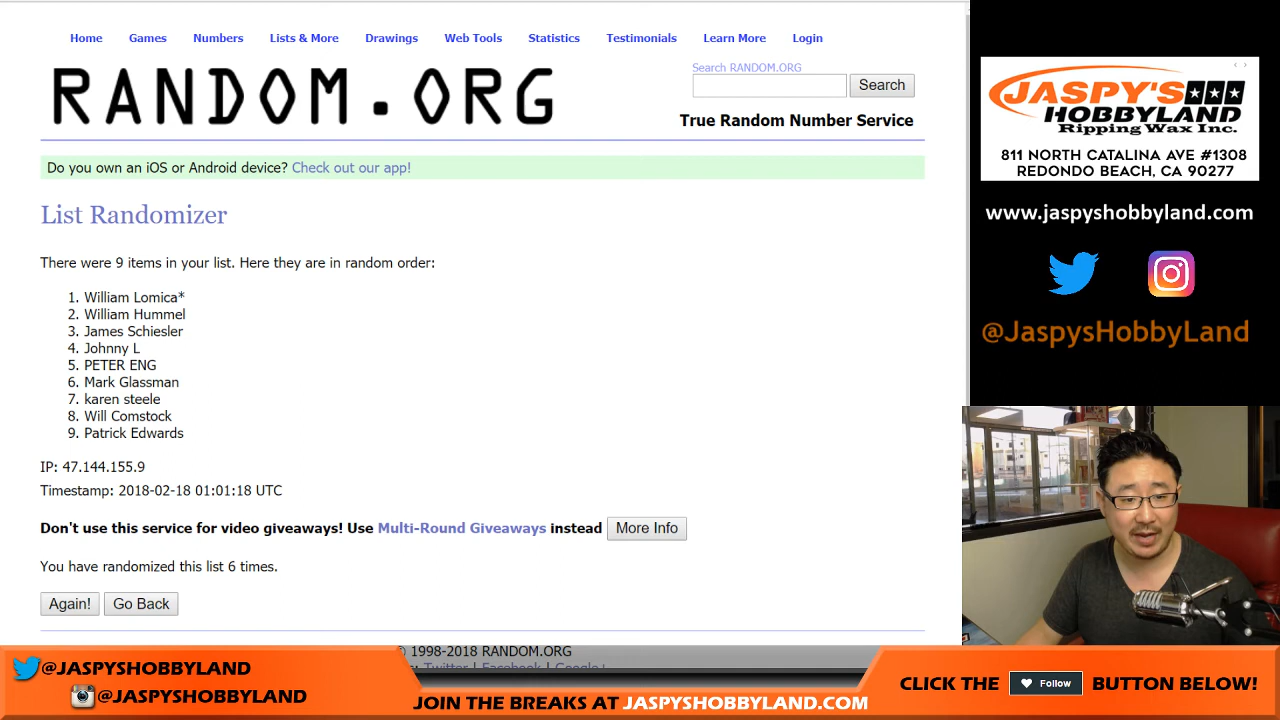 Home Games Numbers Lists & More Drawings Web Tools Statistics Testimonials Learn More Login
RANDOM.ORG
Search RANDOM.ORG
Search
True Random Number Service
Do you own an iOS or Android device? Check out our app!
List Randomizer
There were 9 items in your list. Here they are in random order:
1. William Lomica*
2. William Hummel
3. James Schiesler
4. Johnny L
5. PETER ENG
6. Mark Glassman
7. karen steele
8. Will Comstock
9. Patrick Edwards
IP: 47.144.155.9
Timestamp: 2018-02-18 01:01:18 UTC
Don't use this service for video giveaways! Use Multi-Round Giveaways instead More Info
You have randomized this list 6 times.
Again! Go Back
© 1998-2018 RANDOM.ORG
Twitter | Facebook | Google+
JASPY'S
HOBBYLAND
Ripping Wax Inc.
811 NORTH CATALINA AVE #1308
REDONDO BEACH, CA 90277
www.jaspyshobbyland.com
@JaspysHobbyLand
@JASPYSHOBBYLAND
@JASPYSHOBBYLAND
JOIN THE BREAKS AT JASPYSHOBBYLAND.COM
CLICK THE Follow BUTTON BELOW!